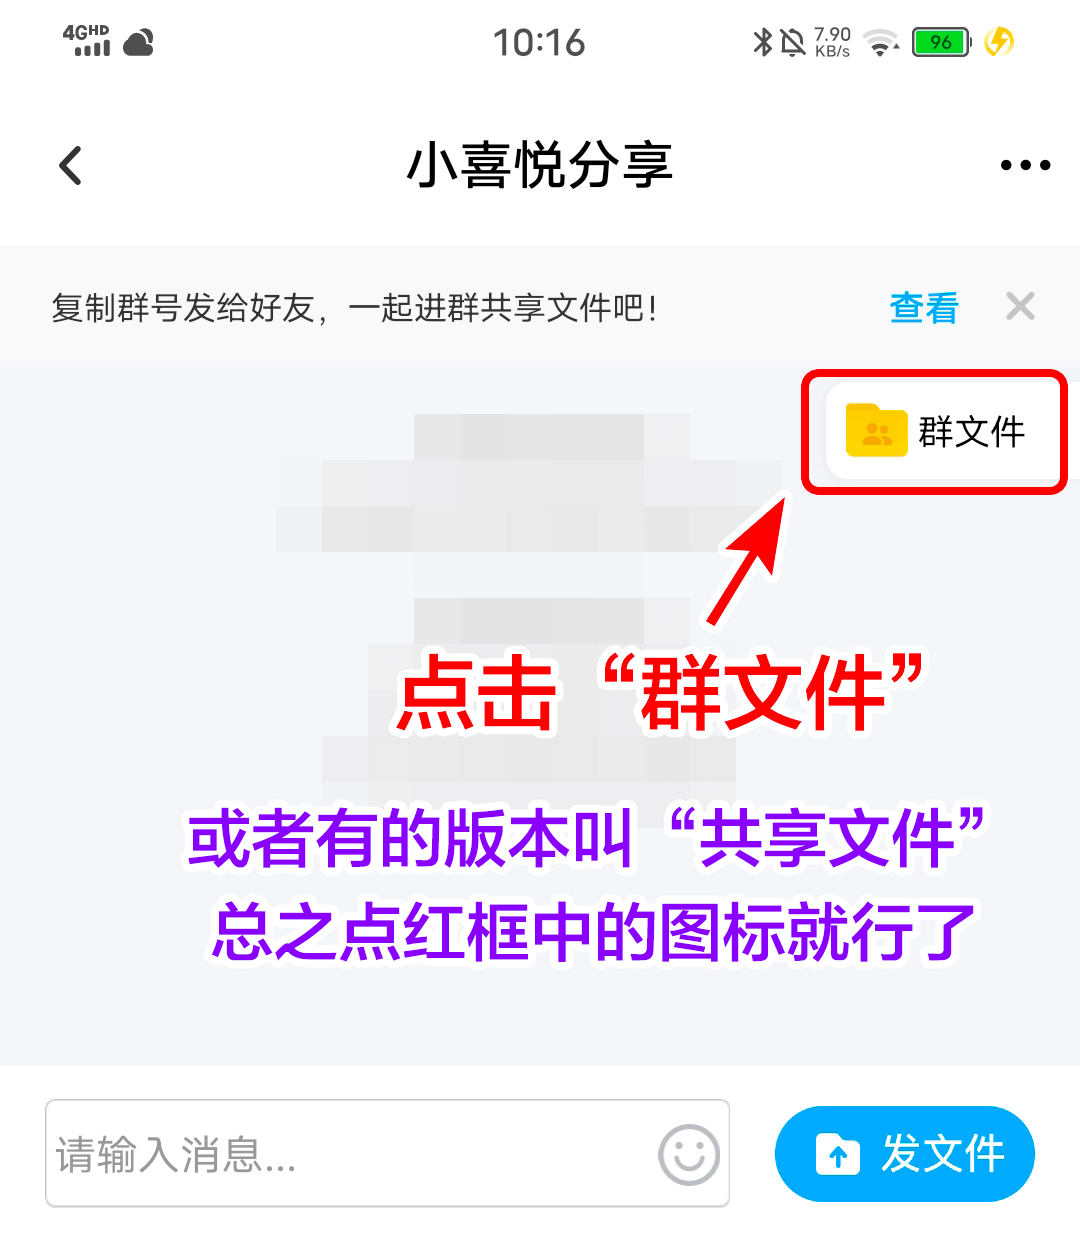 4GHD
10:16
7.90
KB/s
96
小喜悦分享
复制群号发给好友，一起进群共享文件吧！
查看
群文件
点击“群文件”
或者有的版本叫“共享文件”
总之点红框中的图标就行了
请输入消息...
发文件